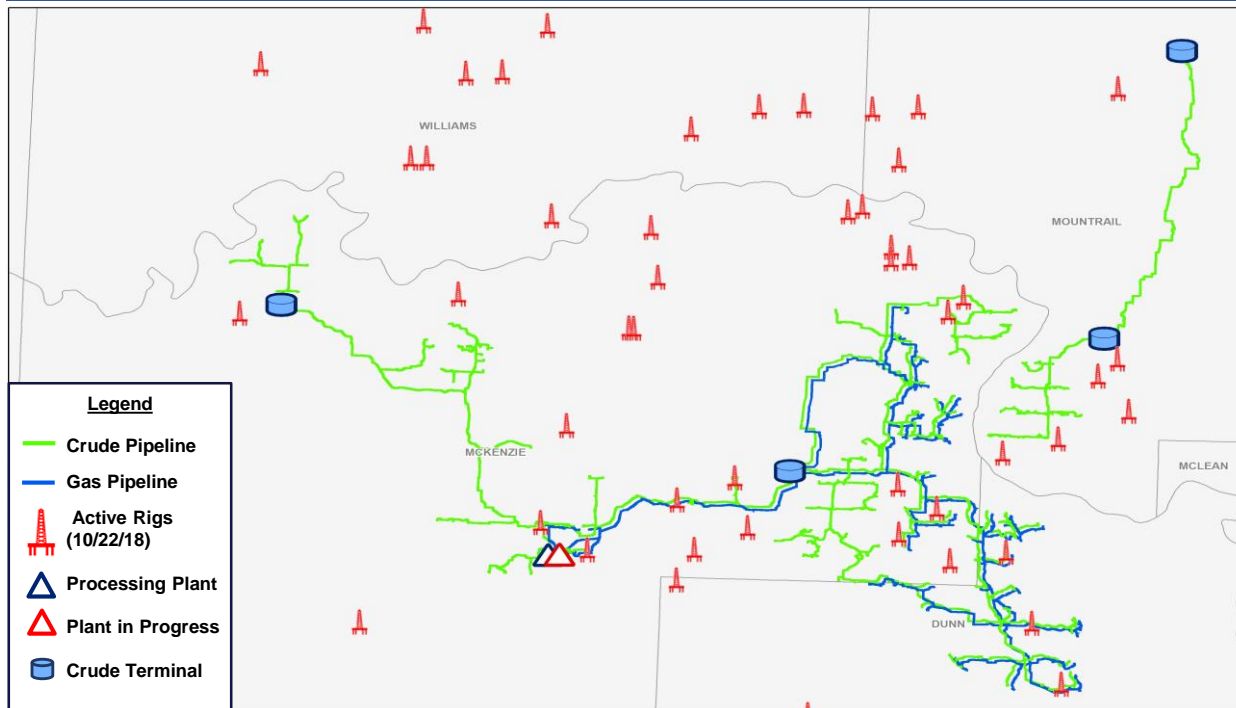 WILLIAMS
MOUNTRAIL
MCKENZIE
MCLEAN
DUNN
Legend
Crude Pipeline
Gas Pipeline
Active Rigs
(10/22/18)
Processing Plant
Plant in Progress
Crude Terminal